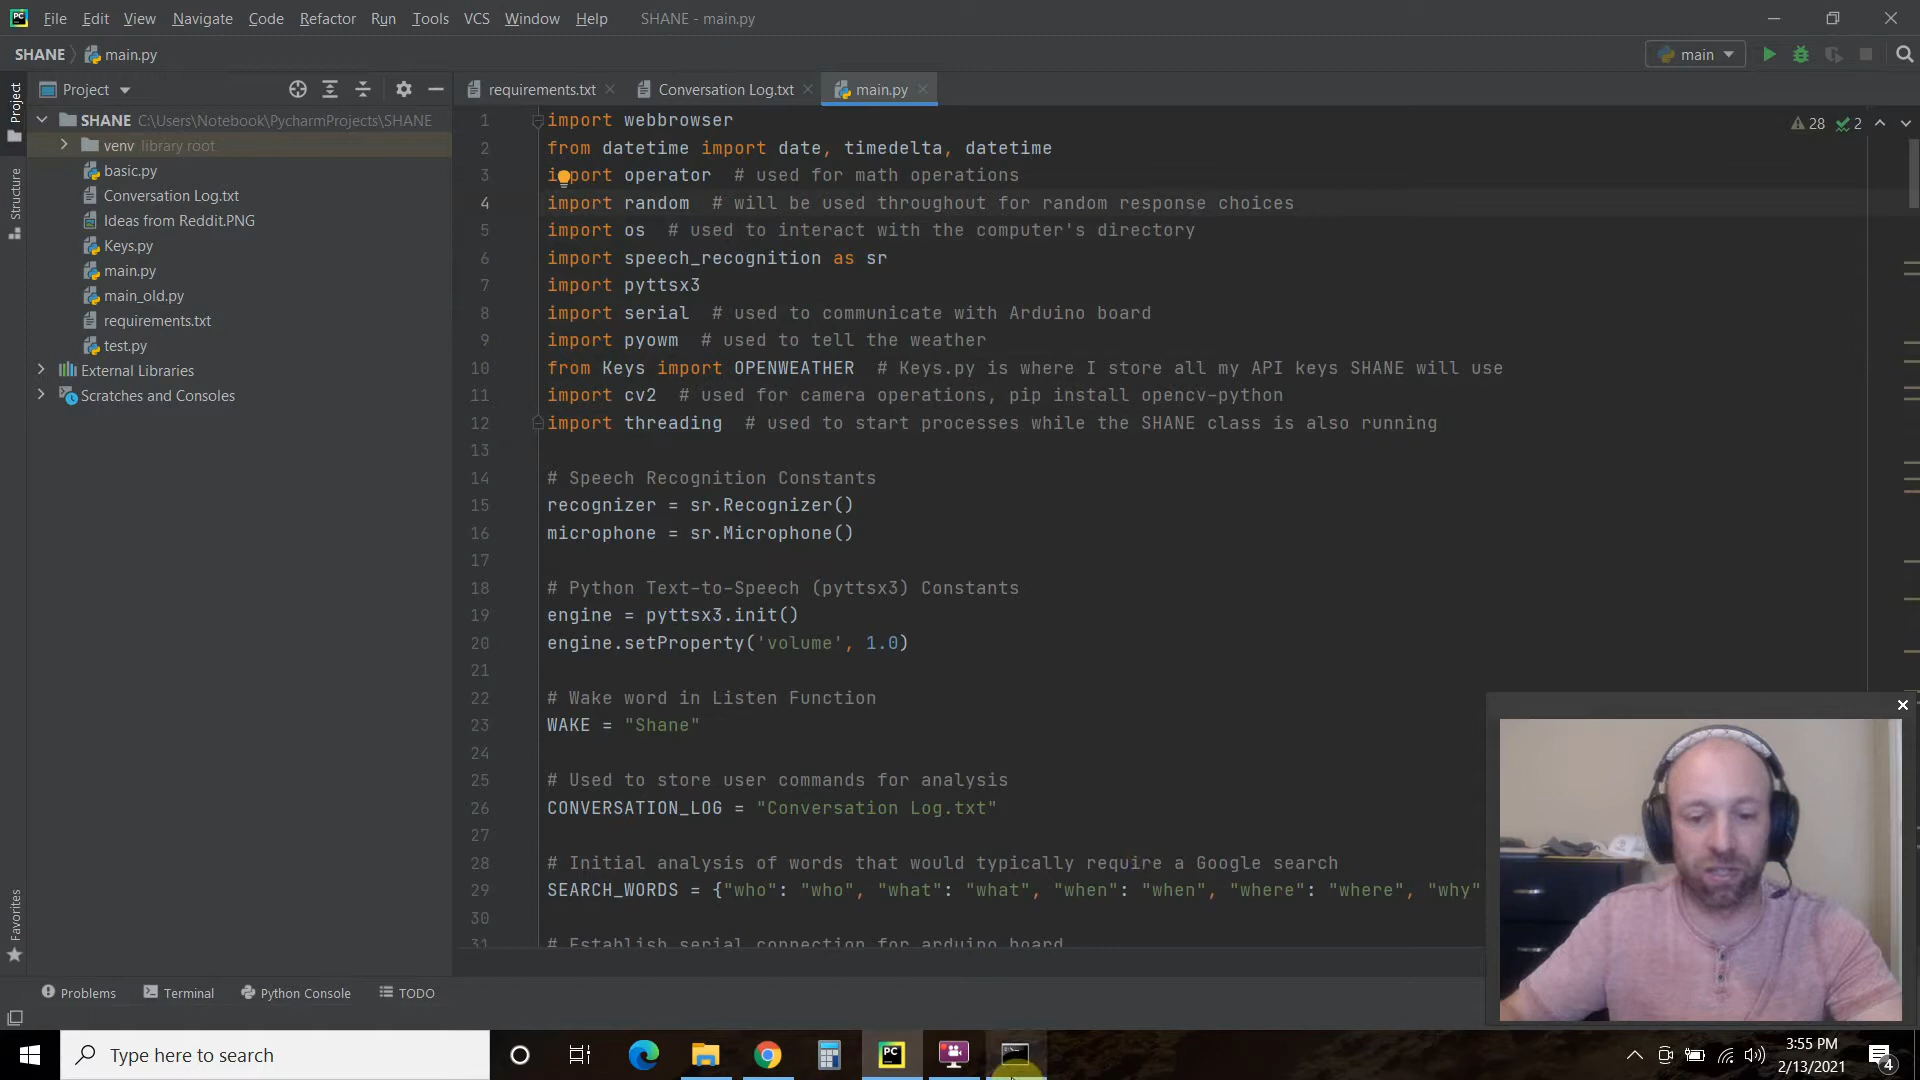 File Edit View Navigate Code Refactor Run Tools VCS Window Help SHANE - main.py
SHANE main.py main
Project
requirements.txt Conversation Log.txt main.py
Project
Structure
Favorites
SHANE C:\Users\Notebook\PycharmProjects\SHANE
venv library root
basic.py
Conversation Log.txt
Ideas from Reddit.PNG
Keys.py
main.py
main_old.py
requirements.txt
test.py
External Libraries
Scratches and Consoles
28 2
1 import webbrowser
2 from datetime import date, timedelta, datetime
3 import operator # used for math operations
4 import random # will be used throughout for random response choices
5 import os # used to interact with the computer's directory
6 import speech_recognition as sr
7 import pyttsx3
8 import serial # used to communicate with Arduino board
9 import pyowm # used to tell the weather
10 from Keys import OPENWEATHER # Keys.py is where I store all my API keys SHANE will use
11 import cv2 # used for camera operations, pip install opencv-python
12 import threading # used to start processes while the SHANE class is also running
13
14 # Speech Recognition Constants
15 recognizer = sr.Recognizer()
16 microphone = sr.Microphone()
17
18 # Python Text-to-Speech (pyttsx3) Constants
19 engine = pyttsx3.init()
20 engine.setProperty('volume', 1.0)
21
22 # Wake word in Listen Function
23 WAKE = "Shane"
24
25 # Used to store user commands for analysis
26 CONVERSATION_LOG = "Conversation Log.txt"
27
28 # Initial analysis of words that would typically require a Google search
29 SEARCH_WORDS = {"who": "who", "what": "what", "when": "when", "where": "where", "why"
30
31 # Establish serial connection for arduino board
Problems Terminal Python Console TODO
Type here to search
PC
3:55 PM
2/13/2021
4